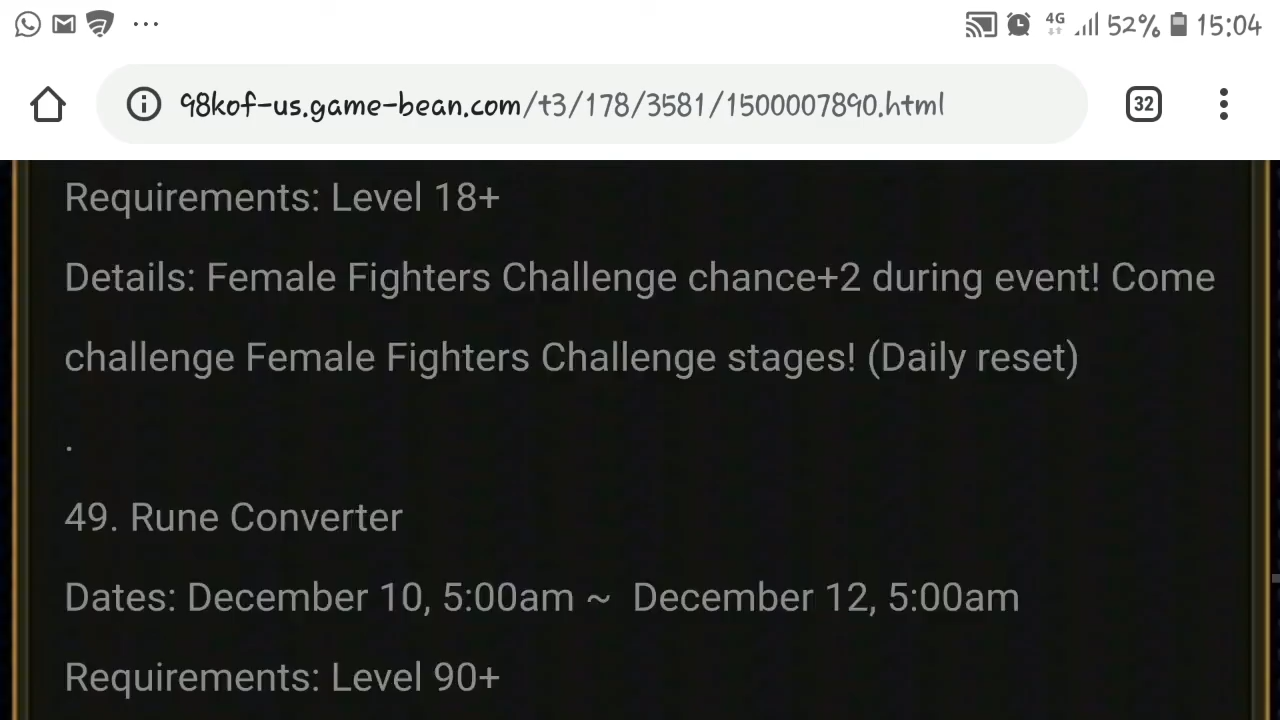 4G 52% 15:04
98kof-us.game-bean.com/t3/178/3581/1500007890.html 32
Requirements: Level 18+
Details: Female Fighters Challenge chance+2 during event! Come
challenge Female Fighters Challenge stages! (Daily reset)
.
49. Rune Converter
Dates: December 10, 5:00am ~ December 12, 5:00am
Requirements: Level 90+